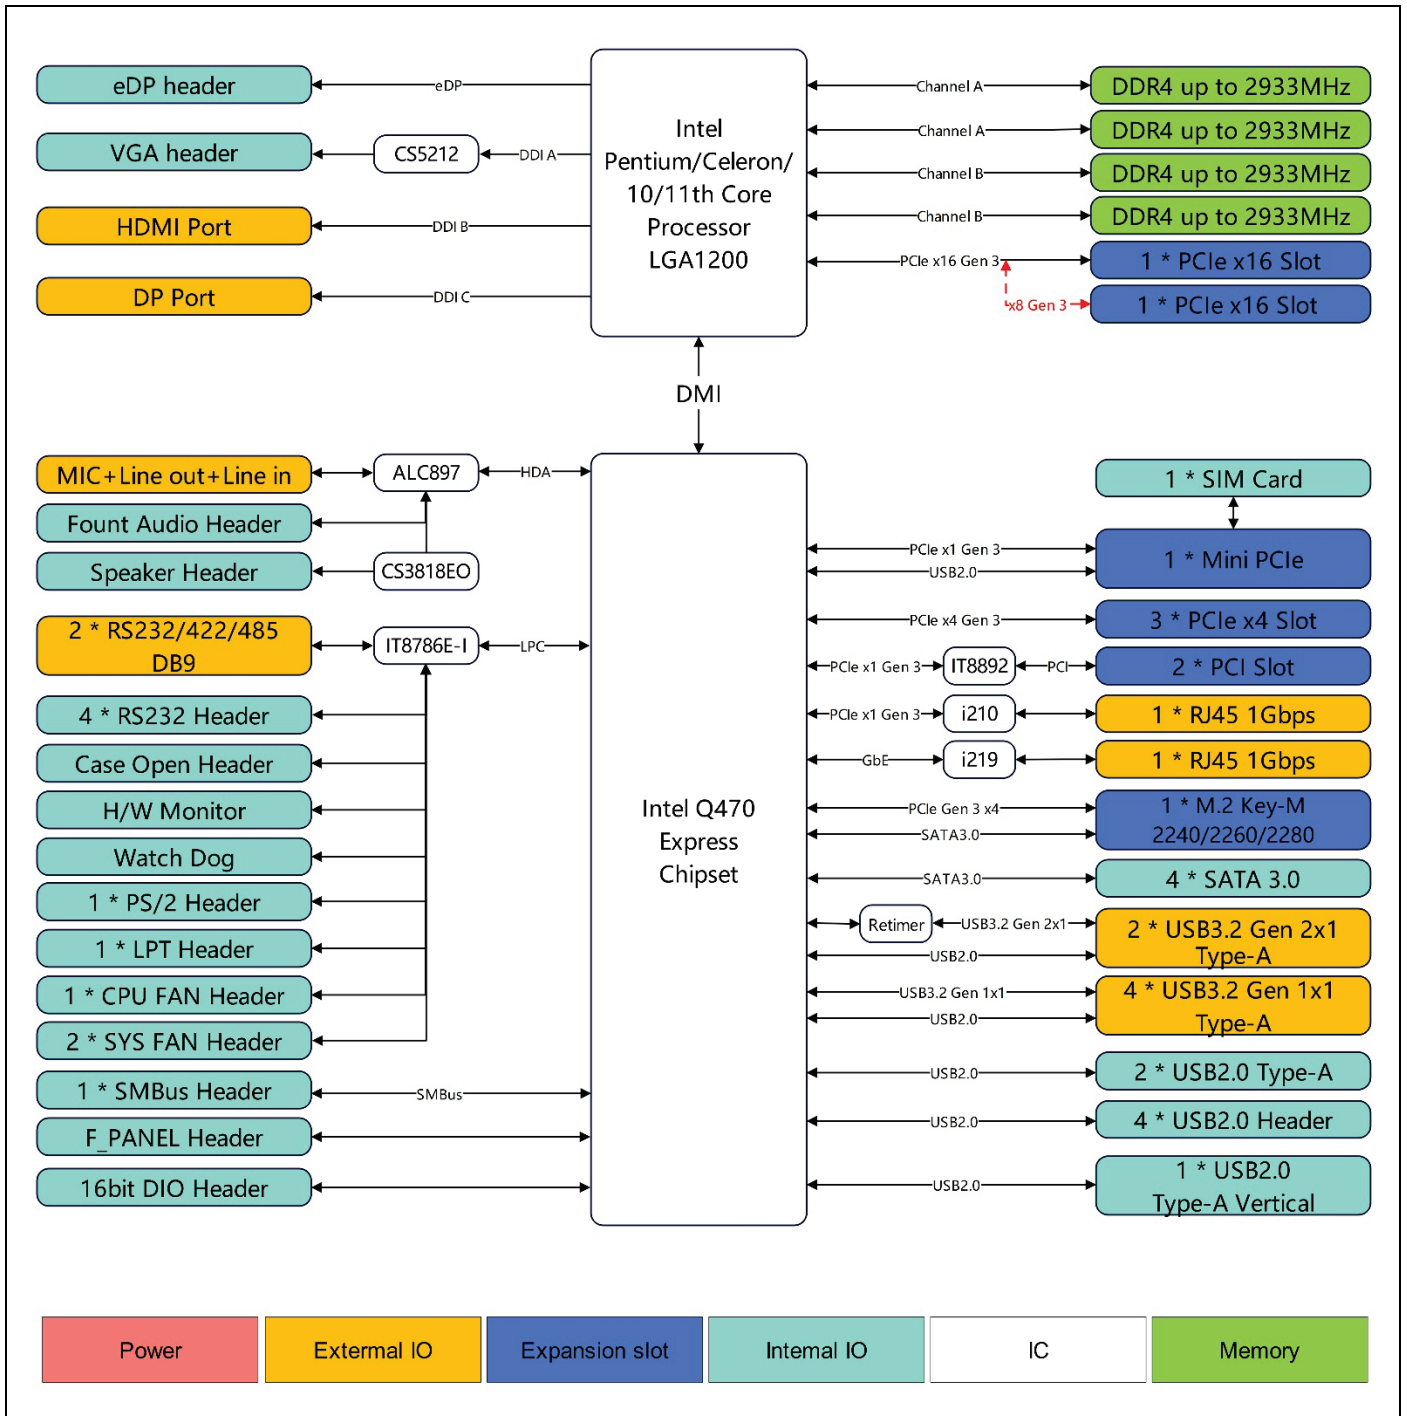 eDP header
eDP
VGA header
CS5212
DDI A
HDMI Port
DDI B
DP Port
DDI C
Intel
Pentium/Celeron/
10/11th Core
Processor
LGA1200
Channel A
DDR4 up to 2933MHz
Channel A
DDR4 up to 2933MHz
Channel B
DDR4 up to 2933MHz
Channel B
DDR4 up to 2933MHz
PCIe x16 Gen 3
1 * PCIe x16 Slot
x8 Gen 3
1 * PCIe x16 Slot
DMI
MIC+Line out+Line in
ALC897
HDA
Fount Audio Header
Speaker Header
CS3818EO
2 * RS232/422/485
DB9
IT8786E-I
LPC
4 * RS232 Header
Case Open Header
H/W Monitor
Watch Dog
1 * PS/2 Header
1 * LPT Header
1 * CPU FAN Header
2 * SYS FAN Header
1 * SMBus Header
SMBus
F_PANEL Header
16bit DIO Header
Intel Q470
Express
Chipset
1 * SIM Card
PCIe x1 Gen 3
USB2.0
1 * Mini PCIe
PCIe x4 Gen 3
3 * PCIe x4 Slot
PCIe x1 Gen 3
IT8892
PCI
2 * PCI Slot
PCIe x1 Gen 3
i210
1 * RJ45 1Gbps
GbE
i219
1 * RJ45 1Gbps
PCIe Gen 3 x4
SATA3.0
1 * M.2 Key-M
2240/2260/2280
SATA3.0
4 * SATA 3.0
Retimer
USB3.2 Gen 2x1
USB2.0
2 * USB3.2 Gen 2x1
Type-A
USB3.2 Gen 1x1
USB2.0
4 * USB3.2 Gen 1x1
Type-A
USB2.0
2 * USB2.0 Type-A
USB2.0
4 * USB2.0 Header
USB2.0
1 * USB2.0
Type-A Vertical
Power
Extermal IO
Expansion slot
Intemal IO
IC
Memory